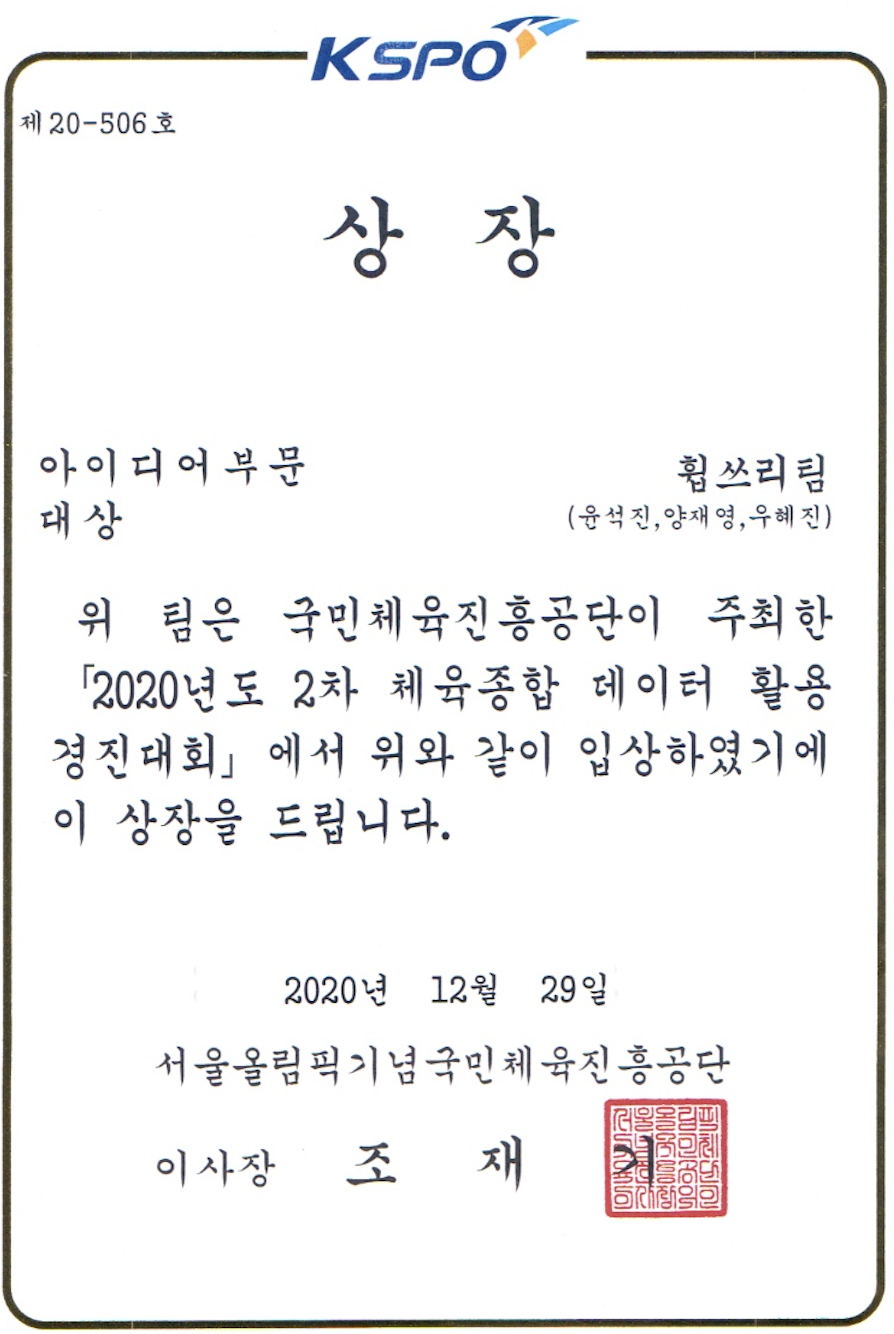 KSPO
제20-506호
상 장
아이디어부문 휩쓰리팀
대상 (윤석진,양재영,우혜진)
위 팀은 국민체육진흥공단이 주최한
「2020년도 2차 체육종합 데이터 활용
경진대회」에서 위와 같이 입상하였기에
이 상장을 드립니다.
2020년 12월 29일
서울올림픽기념국민체육진흥공단
이사장 조 재 기